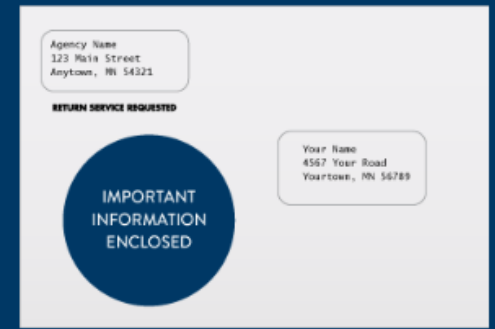 Agency Name
123 Main Street
Anytown, MN 54321
RETURN SERVICE REQUESTED
Your Name
4567 Your Road
Yourtown, MN 56789
IMPORTANT
INFORMATION
ENCLOSED